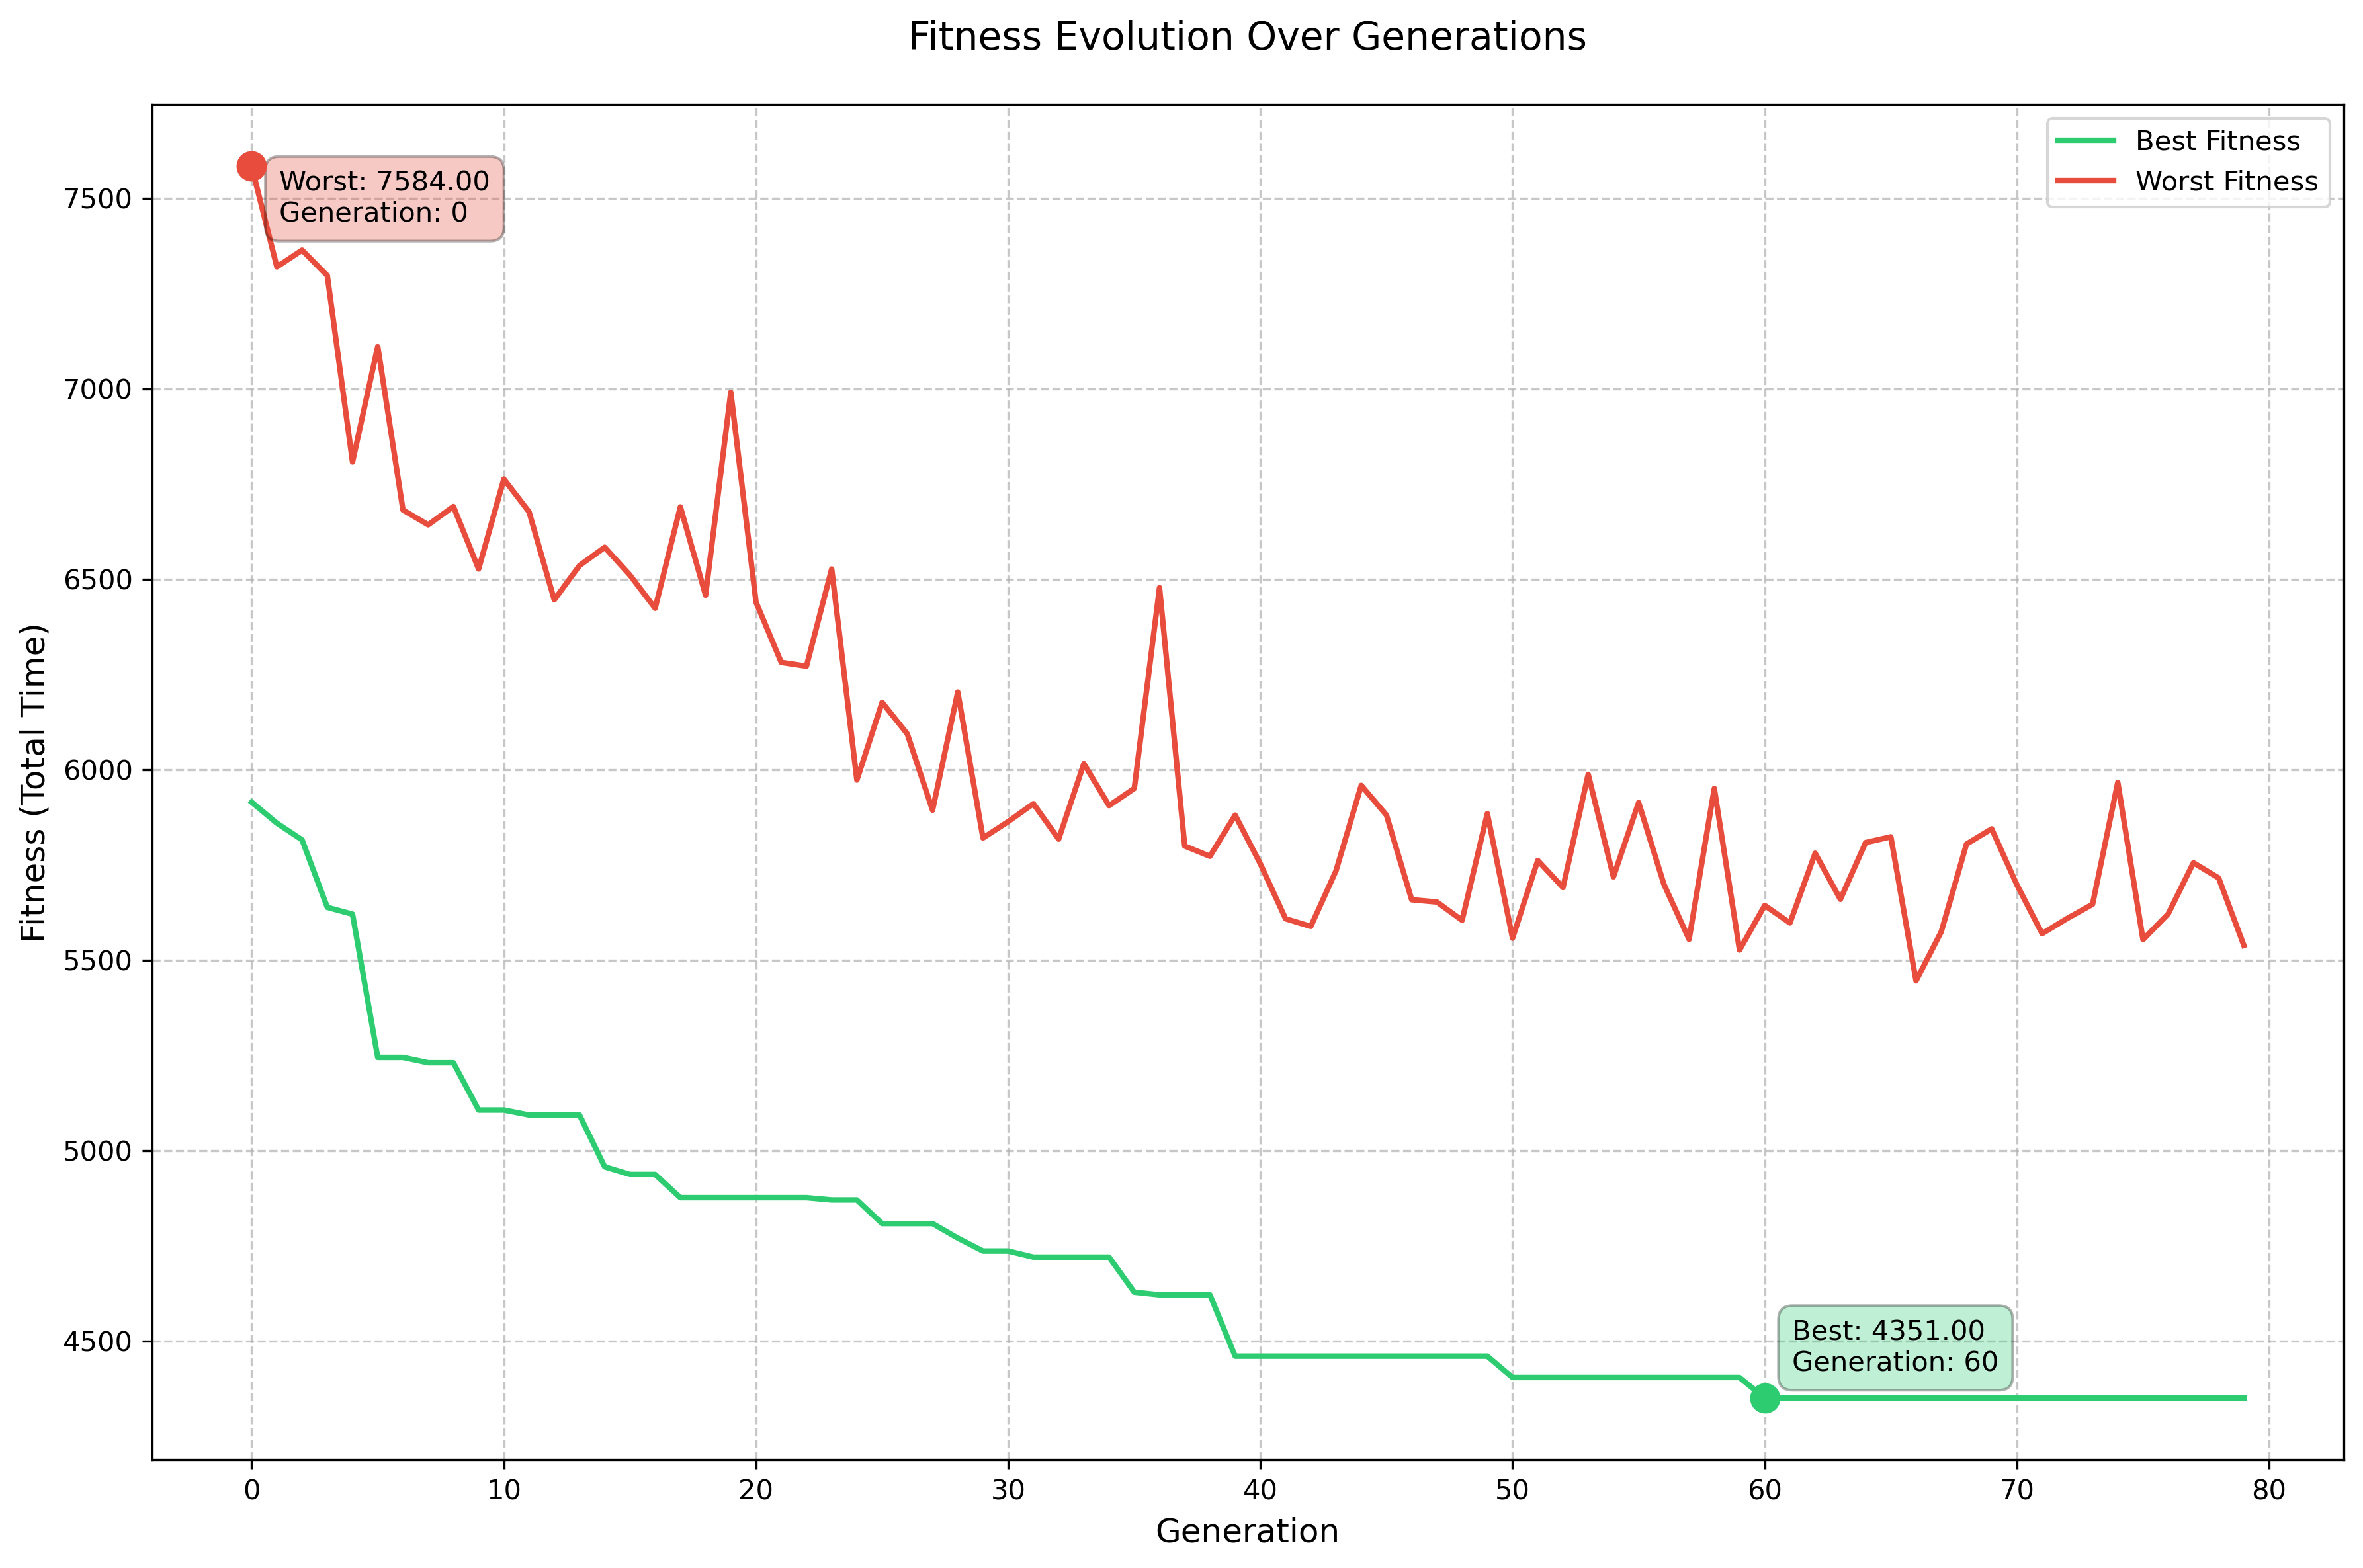 Fitness Evolution Over Generations
Best Fitness
Worst Fitness
Worst: 7584.00
Generation: 0
7500
7000
6500
6000
5500
5000
4500
Fitness (Total Time)
Best: 4351.00
Generation: 60
0 10 20 30 40 50 60 70 80
Generation